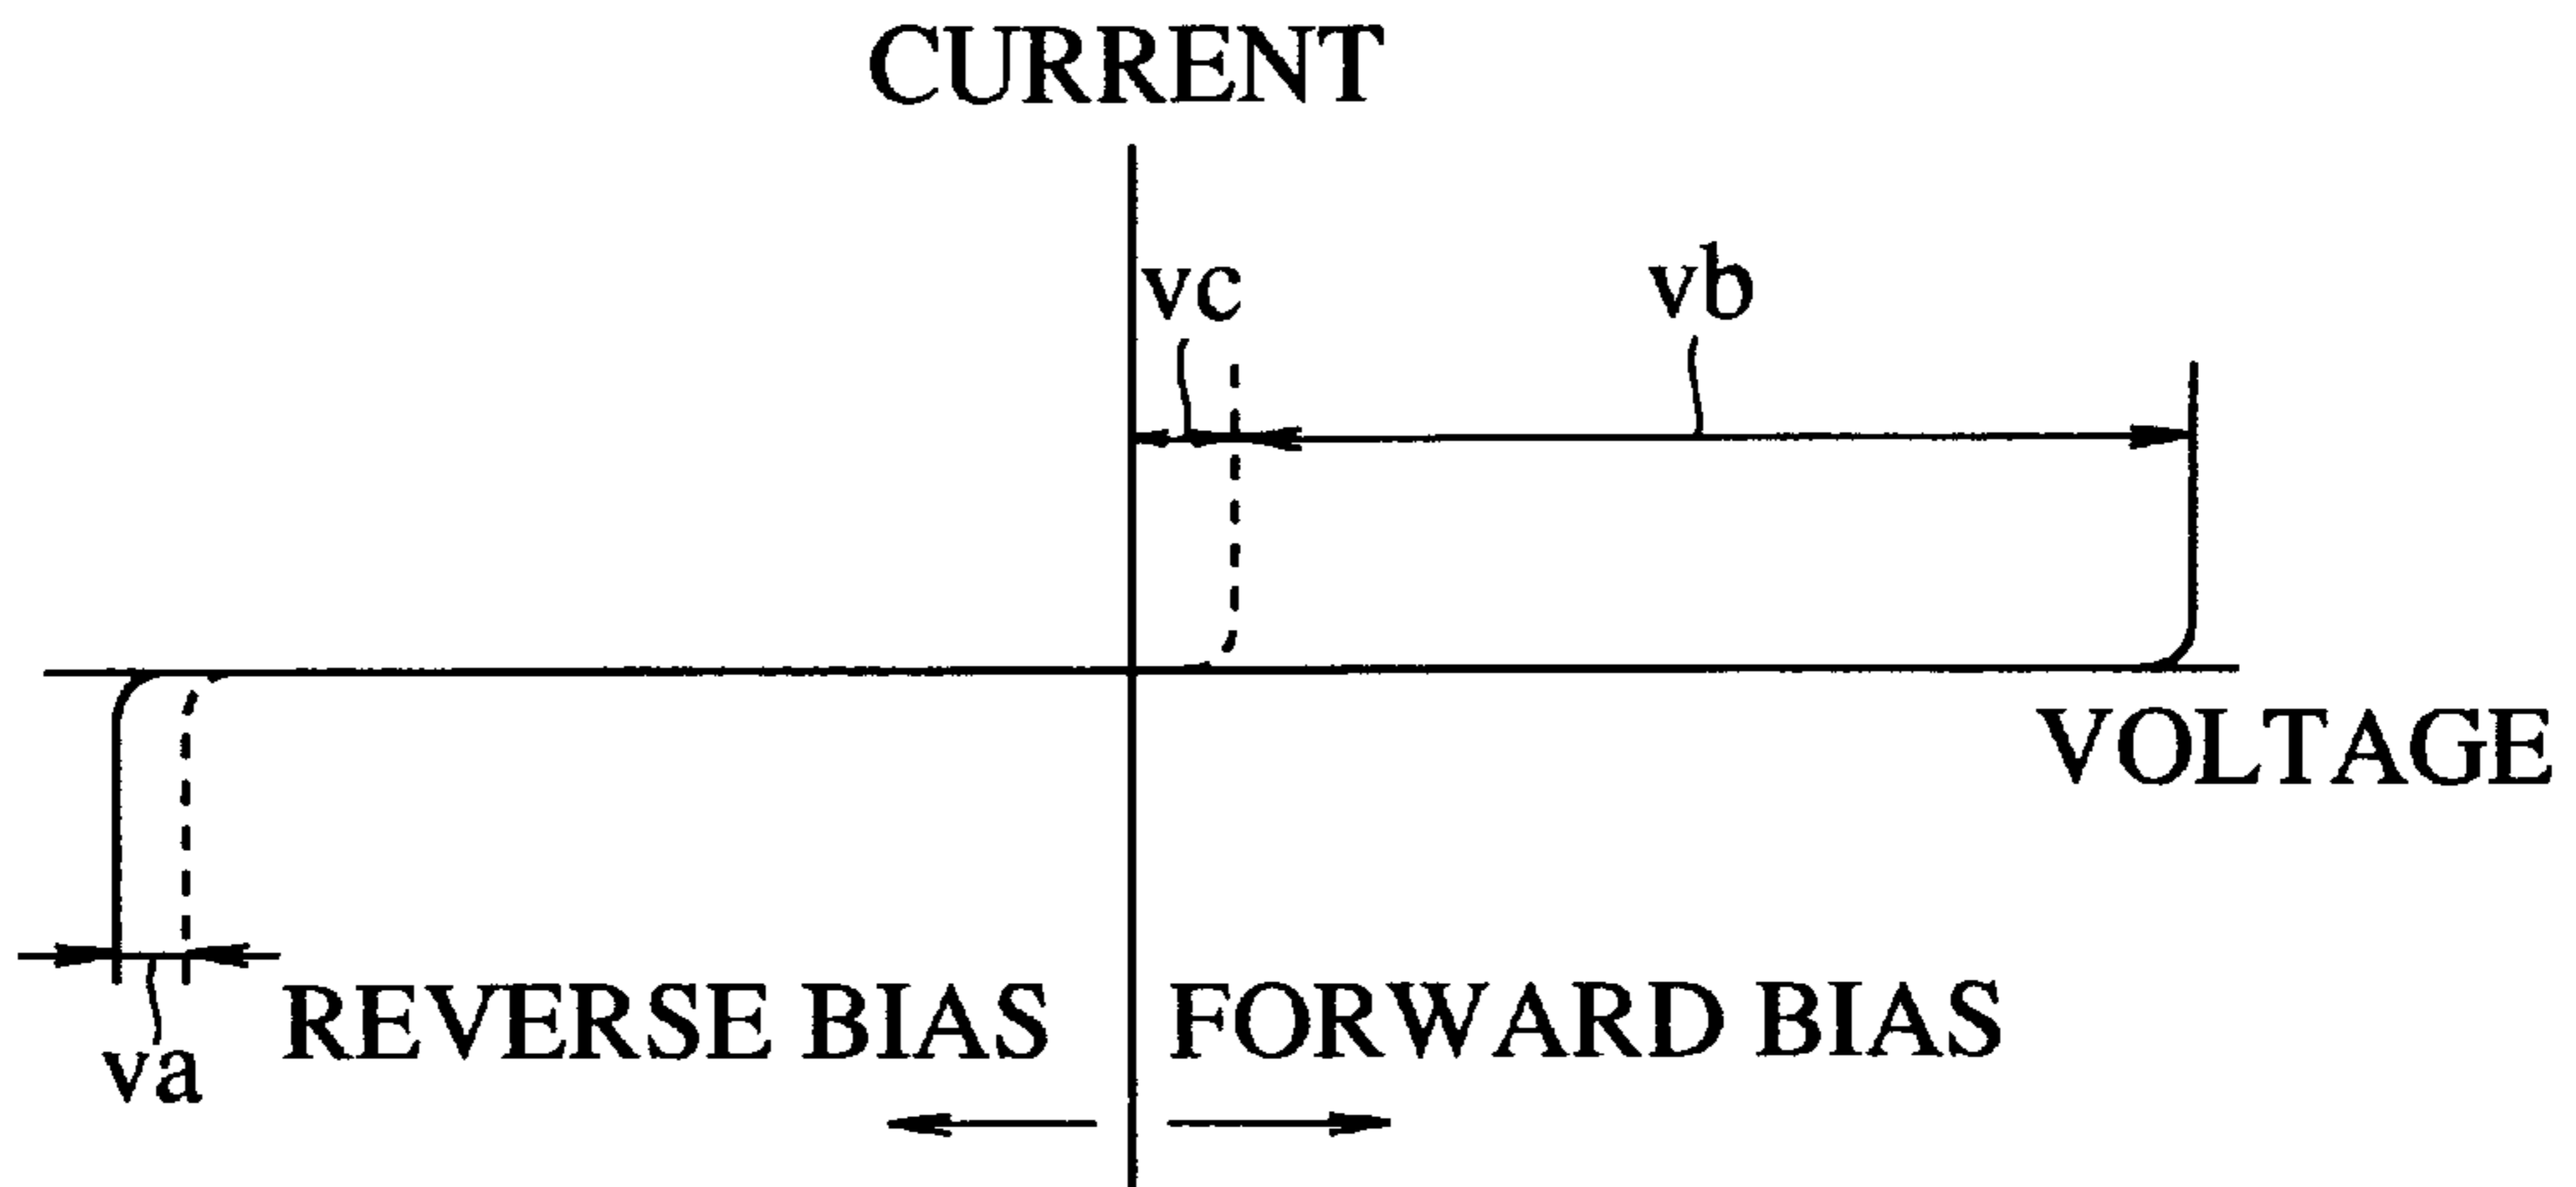 CURRENT
vc
vb
VOLTAGE
REVERSE BIAS
FORWARD BIAS
va